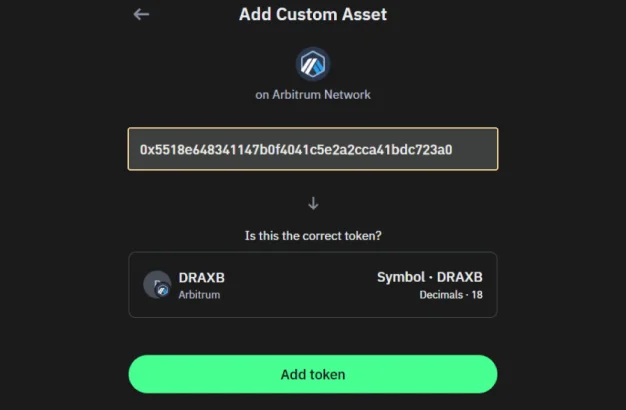 Add Custom Asset
on Arbitrum Network
0x5518e648341147b0f4041c5e2a2cca41bdc723a0
Is this the correct token?
DRAXB Symbol · DRAXB
Arbitrum Decimals · 18
Add token